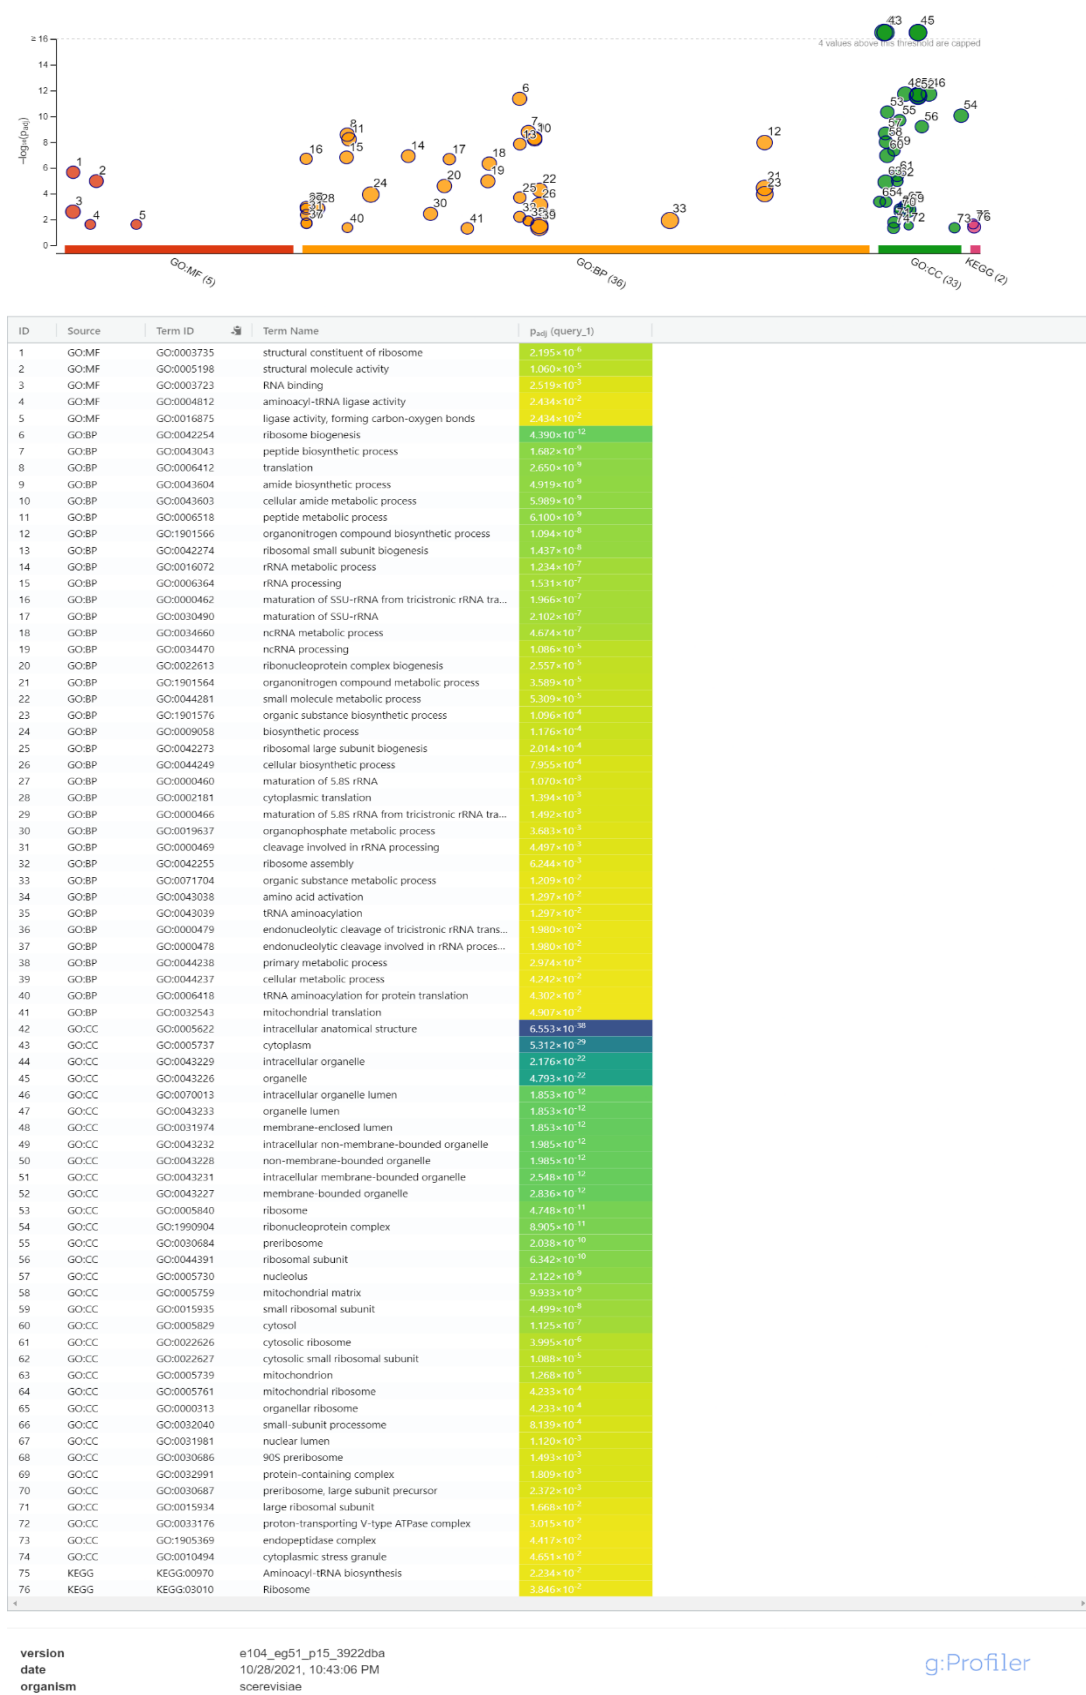 43 45
≥ 16
4 values above this threshold are capped
14
12
10
8
6
4
2
0
-log₁₀(p_adj)
GO:MF (5)
GO:BP (36)
GO:CC (33)
KEGG (2)
ID Source Term ID Term Name p_adj (query_1)
1 GO:MF GO:0003735 structural constituent of ribosome 2.195×10⁻⁶
2 GO:MF GO:0005198 structural molecule activity 1.060×10⁻⁵
3 GO:MF GO:0003723 RNA binding 2.519×10⁻³
4 GO:MF GO:0004812 aminoacyl-tRNA ligase activity 2.434×10⁻²
5 GO:MF GO:0016875 ligase activity, forming carbon-oxygen bonds 2.434×10⁻²
6 GO:BP GO:0042254 ribosome biogenesis 4.390×10⁻¹²
7 GO:BP GO:0043043 peptide biosynthetic process 1.682×10⁻⁹
8 GO:BP GO:0006412 translation 2.650×10⁻⁹
9 GO:BP GO:0043604 amide biosynthetic process 4.919×10⁻⁹
10 GO:BP GO:0043603 cellular amide metabolic process 5.989×10⁻⁹
11 GO:BP GO:0006518 peptide metabolic process 6.100×10⁻⁹
12 GO:BP GO:1901566 organonitrogen compound biosynthetic process 1.094×10⁻⁸
13 GO:BP GO:0042274 ribosomal small subunit biogenesis 1.437×10⁻⁸
14 GO:BP GO:0016072 rRNA metabolic process 1.234×10⁻⁷
15 GO:BP GO:0006364 rRNA processing 1.531×10⁻⁷
16 GO:BP GO:0000462 maturation of SSU-rRNA from tricistronic rRNA tra... 1.966×10⁻⁷
17 GO:BP GO:0030490 maturation of SSU-rRNA 2.102×10⁻⁷
18 GO:BP GO:0034660 ncRNA metabolic process 4.674×10⁻⁷
19 GO:BP GO:0034470 ncRNA processing 1.086×10⁻⁵
20 GO:BP GO:0022613 ribonucleoprotein complex biogenesis 2.557×10⁻⁵
21 GO:BP GO:1901564 organonitrogen compound metabolic process 3.589×10⁻⁵
22 GO:BP GO:0044281 small molecule metabolic process 5.309×10⁻⁵
23 GO:BP GO:1901576 organic substance biosynthetic process 1.096×10⁻⁴
24 GO:BP GO:0009058 biosynthetic process 1.176×10⁻⁴
25 GO:BP GO:0042273 ribosomal large subunit biogenesis 2.014×10⁻⁴
26 GO:BP GO:0044249 cellular biosynthetic process 7.955×10⁻⁴
27 GO:BP GO:0000460 maturation of 5.8S rRNA 1.070×10⁻³
28 GO:BP GO:0002181 cytoplasmic translation 1.394×10⁻³
29 GO:BP GO:0000466 maturation of 5.8S rRNA from tricistronic rRNA tra... 1.492×10⁻³
30 GO:BP GO:0019637 organophosphate metabolic process 3.683×10⁻³
31 GO:BP GO:0000469 cleavage involved in rRNA processing 4.497×10⁻³
32 GO:BP GO:0042255 ribosome assembly 6.244×10⁻³
33 GO:BP GO:0071704 organic substance metabolic process 1.209×10⁻²
34 GO:BP GO:0043038 amino acid activation 1.297×10⁻²
35 GO:BP GO:0043039 tRNA aminoacylation 1.297×10⁻²
36 GO:BP GO:0000479 endonucleolytic cleavage of tricistronic rRNA trans... 1.980×10⁻²
37 GO:BP GO:0000478 endonucleolytic cleavage involved in rRNA proces... 1.980×10⁻²
38 GO:BP GO:0044238 primary metabolic process 2.974×10⁻²
39 GO:BP GO:0044237 cellular metabolic process 4.242×10⁻²
40 GO:BP GO:0006418 tRNA aminoacylation for protein translation 4.302×10⁻²
41 GO:BP GO:0032543 mitochondrial translation 4.907×10⁻²
42 GO:CC GO:0005622 intracellular anatomical structure 6.553×10⁻³⁸
43 GO:CC GO:0005737 cytoplasm 5.312×10⁻²⁹
44 GO:CC GO:0043229 intracellular organelle 2.176×10⁻²²
45 GO:CC GO:0043226 organelle 4.793×10⁻²²
46 GO:CC GO:0070013 intracellular organelle lumen 1.853×10⁻¹²
47 GO:CC GO:0043233 organelle lumen 1.853×10⁻¹²
48 GO:CC GO:0031974 membrane-enclosed lumen 1.853×10⁻¹²
49 GO:CC GO:0043232 intracellular non-membrane-bounded organelle 1.985×10⁻¹²
50 GO:CC GO:0043228 non-membrane-bounded organelle 1.985×10⁻¹²
51 GO:CC GO:0043231 intracellular membrane-bounded organelle 2.548×10⁻¹²
52 GO:CC GO:0043227 membrane-bounded organelle 2.836×10⁻¹²
53 GO:CC GO:0005840 ribosome 4.748×10⁻¹¹
54 GO:CC GO:1990904 ribonucleoprotein complex 8.905×10⁻¹¹
55 GO:CC GO:0030684 preribosome 2.038×10⁻¹⁰
56 GO:CC GO:0044391 ribosomal subunit 6.342×10⁻¹⁰
57 GO:CC GO:0005730 nucleolus 2.122×10⁻⁹
58 GO:CC GO:0005759 mitochondrial matrix 9.933×10⁻⁹
59 GO:CC GO:0015935 small ribosomal subunit 4.499×10⁻⁸
60 GO:CC GO:0005829 cytosol 1.125×10⁻⁷
61 GO:CC GO:0022626 cytosolic ribosome 3.995×10⁻⁶
62 GO:CC GO:0022627 cytosolic small ribosomal subunit 1.088×10⁻⁵
63 GO:CC GO:0005739 mitochondrion 1.268×10⁻⁵
64 GO:CC GO:0005761 mitochondrial ribosome 4.233×10⁻⁴
65 GO:CC GO:0000313 organellar ribosome 4.233×10⁻⁴
66 GO:CC GO:0032040 small-subunit processome 8.139×10⁻⁴
67 GO:CC GO:0031981 nuclear lumen 1.120×10⁻³
68 GO:CC GO:0030686 90S preribosome 1.493×10⁻³
69 GO:CC GO:0032991 protein-containing complex 1.809×10⁻³
70 GO:CC GO:0030687 preribosome, large subunit precursor 2.372×10⁻³
71 GO:CC GO:0015934 large ribosomal subunit 1.668×10⁻²
72 GO:CC GO:0033176 proton-transporting V-type ATPase complex 3.015×10⁻²
73 GO:CC GO:1905369 endopeptidase complex 4.417×10⁻²
74 GO:CC GO:0010494 cytoplasmic stress granule 4.651×10⁻²
75 KEGG KEGG:00970 Aminoacyl-tRNA biosynthesis 2.234×10⁻²
76 KEGG KEGG:03010 Ribosome 3.846×10⁻²
version e104_eg51_p15_3922dba
date 10/28/2021, 10:43:06 PM
organism scerevisiae
g:Profiler